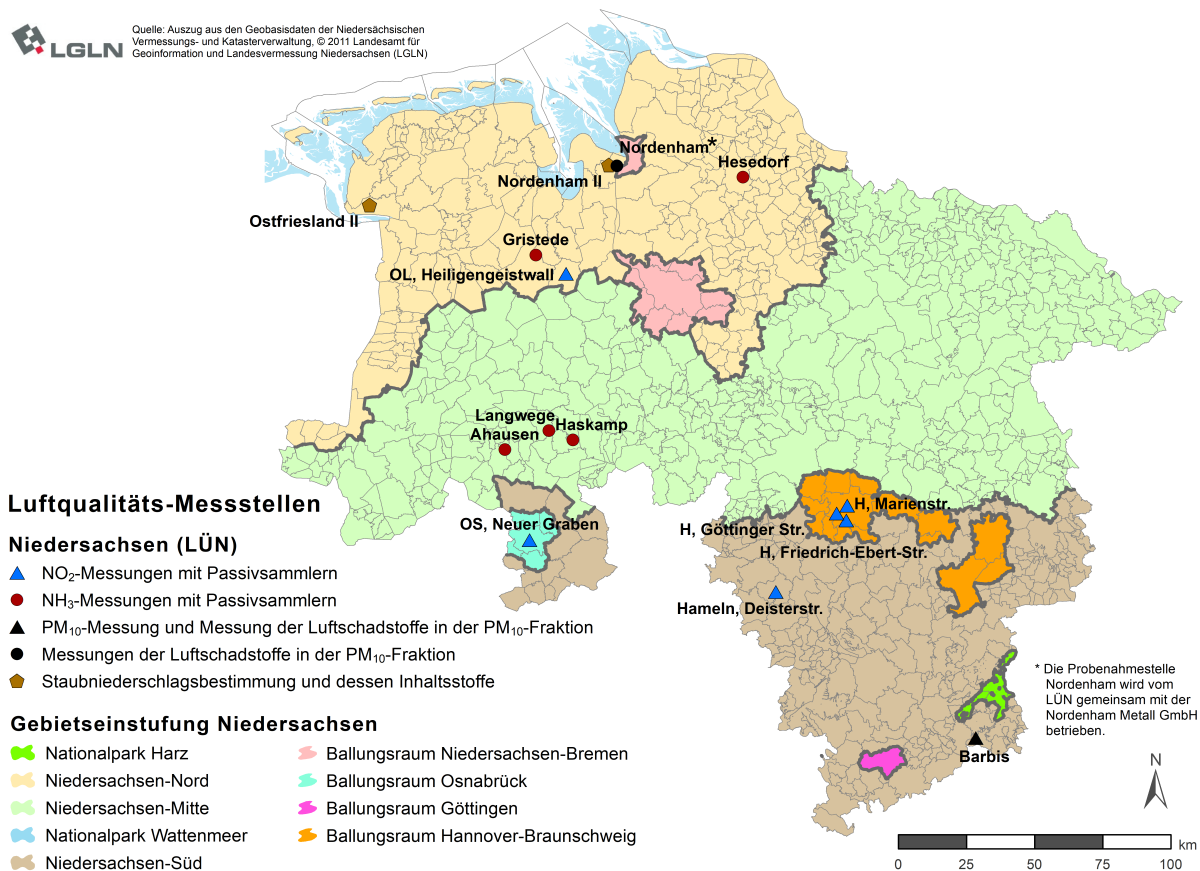 LGLN
Quelle: Auszug aus den Geobasisdaten der Niedersächsischen
Vermessungs- und Katasterverwaltung, © 2011 Landesamt für
Geoinformation und Landesvermessung Niedersachsen (LGLN)
Nordenham*
Hesedorf
Nordenham II
Ostfriesland II
Gristede
OL, Heiligengeistwall
Langwege
Haskamp
Ahausen
OS, Neuer Graben
H, Marienstr.
H, Göttinger Str.
H, Friedrich-Ebert-Str.
Hameln, Deisterstr.
Barbis
* Die Probenahmestelle
Nordenham wird vom
LÜN gemeinsam mit der
Nordenham Metall GmbH
betrieben.
Luftqualitäts-Messstellen
Niedersachsen (LÜN)
NO₂-Messungen mit Passivsammlern
NH₃-Messungen mit Passivsammlern
PM₁₀-Messung und Messung der Luftschadstoffe in der PM₁₀-Fraktion
Messungen der Luftschadstoffe in der PM₁₀-Fraktion
Staubniederschlagsbestimmung und dessen Inhaltsstoffe
Gebietseinstufung Niedersachsen
Nationalpark Harz
Niedersachsen-Nord
Niedersachsen-Mitte
Nationalpark Wattenmeer
Niedersachsen-Süd
Ballungsraum Niedersachsen-Bremen
Ballungsraum Osnabrück
Ballungsraum Göttingen
Ballungsraum Hannover-Braunschweig
N
km
0 25 50 75 100